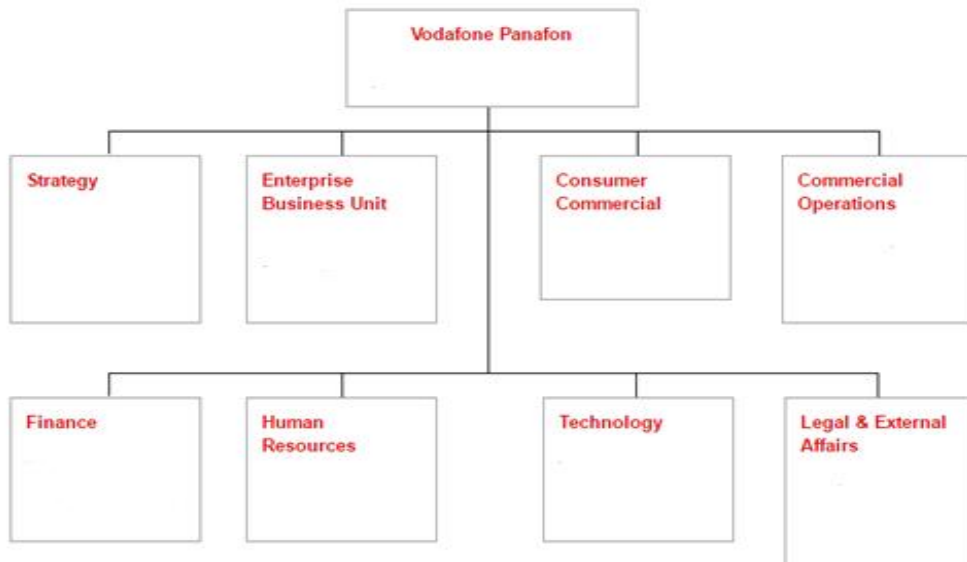 Vodafone Panafon
Strategy
Enterprise
Business Unit
Consumer
Commercial
Commercial
Operations
Finance
Human
Resources
Technology
Legal & External
Affairs